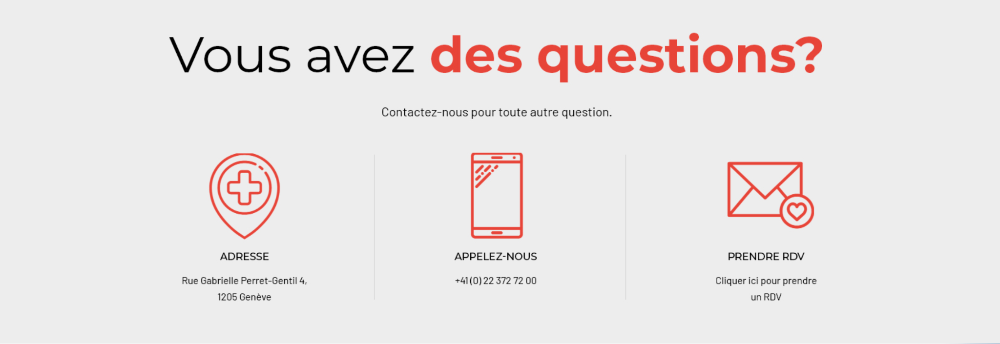 Vous avez des questions?
Contactez-nous pour toute autre question.
ADRESSE
Rue Gabrielle Perret-Gentil 4,
1205 Genève
APPELEZ-NOUS
+41 (0) 22 372 72 00
PRENDRE RDV
Cliquer ici pour prendre
un RDV